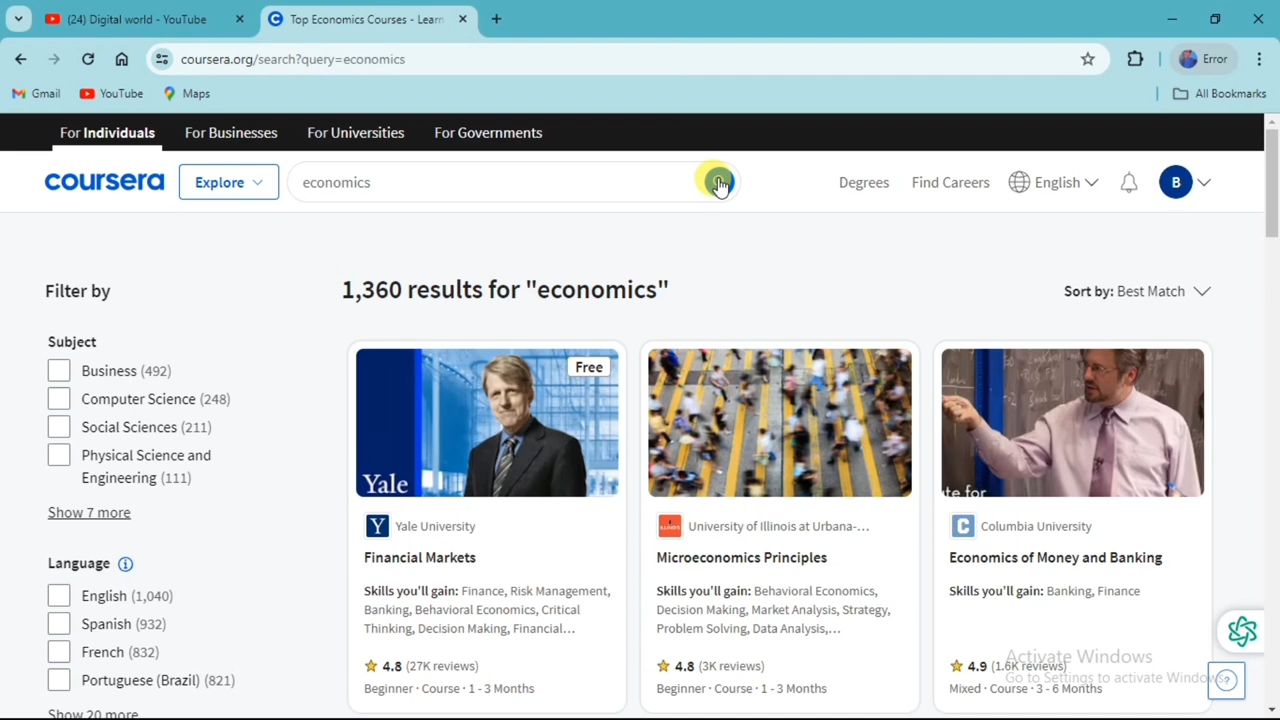 (24) Digital world - YouTube
Top Economics Courses - Learn
coursera.org/search?query=economics
Error
Gmail
YouTube
Maps
All Bookmarks
For Individuals
For Businesses
For Universities
For Governments
coursera
Explore
economics
Degrees
Find Careers
English
B
Filter by
1,360 results for "economics"
Sort by: Best Match
Subject
Business (492)
Computer Science (248)
Social Sciences (211)
Physical Science and
Engineering (111)
Show 7 more
Language
English (1,040)
Spanish (932)
French (832)
Portuguese (Brazil) (821)
Show 20 more
Free
Yale
Y
Yale University
Financial Markets
Skills you'll gain: Finance, Risk Management,
Banking, Behavioral Economics, Critical
Thinking, Decision Making, Financial...
4.8 (27K reviews)
Beginner · Course · 1 - 3 Months
ILLINOIS
University of Illinois at Urbana-...
Microeconomics Principles
Skills you'll gain: Behavioral Economics,
Decision Making, Market Analysis, Strategy,
Problem Solving, Data Analysis,...
4.8 (3K reviews)
Beginner · Course · 1 - 3 Months
te for
C
Columbia University
Economics of Money and Banking
Skills you'll gain: Banking, Finance
4.9 (1.6K reviews)
Mixed · Course · 3 - 6 Months
Activate Windows
Go to Settings to activate Windows.